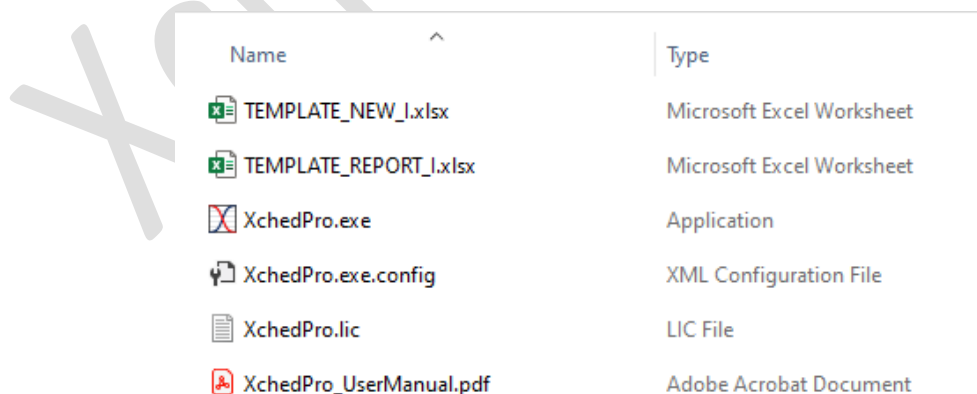 Name Type
TEMPLATE_NEW_I.xlsx Microsoft Excel Worksheet
TEMPLATE_REPORT_I.xlsx Microsoft Excel Worksheet
XchedPro.exe Application
XchedPro.exe.config XML Configuration File
XchedPro.lic LIC File
XchedPro_UserManual.pdf Adobe Acrobat Document